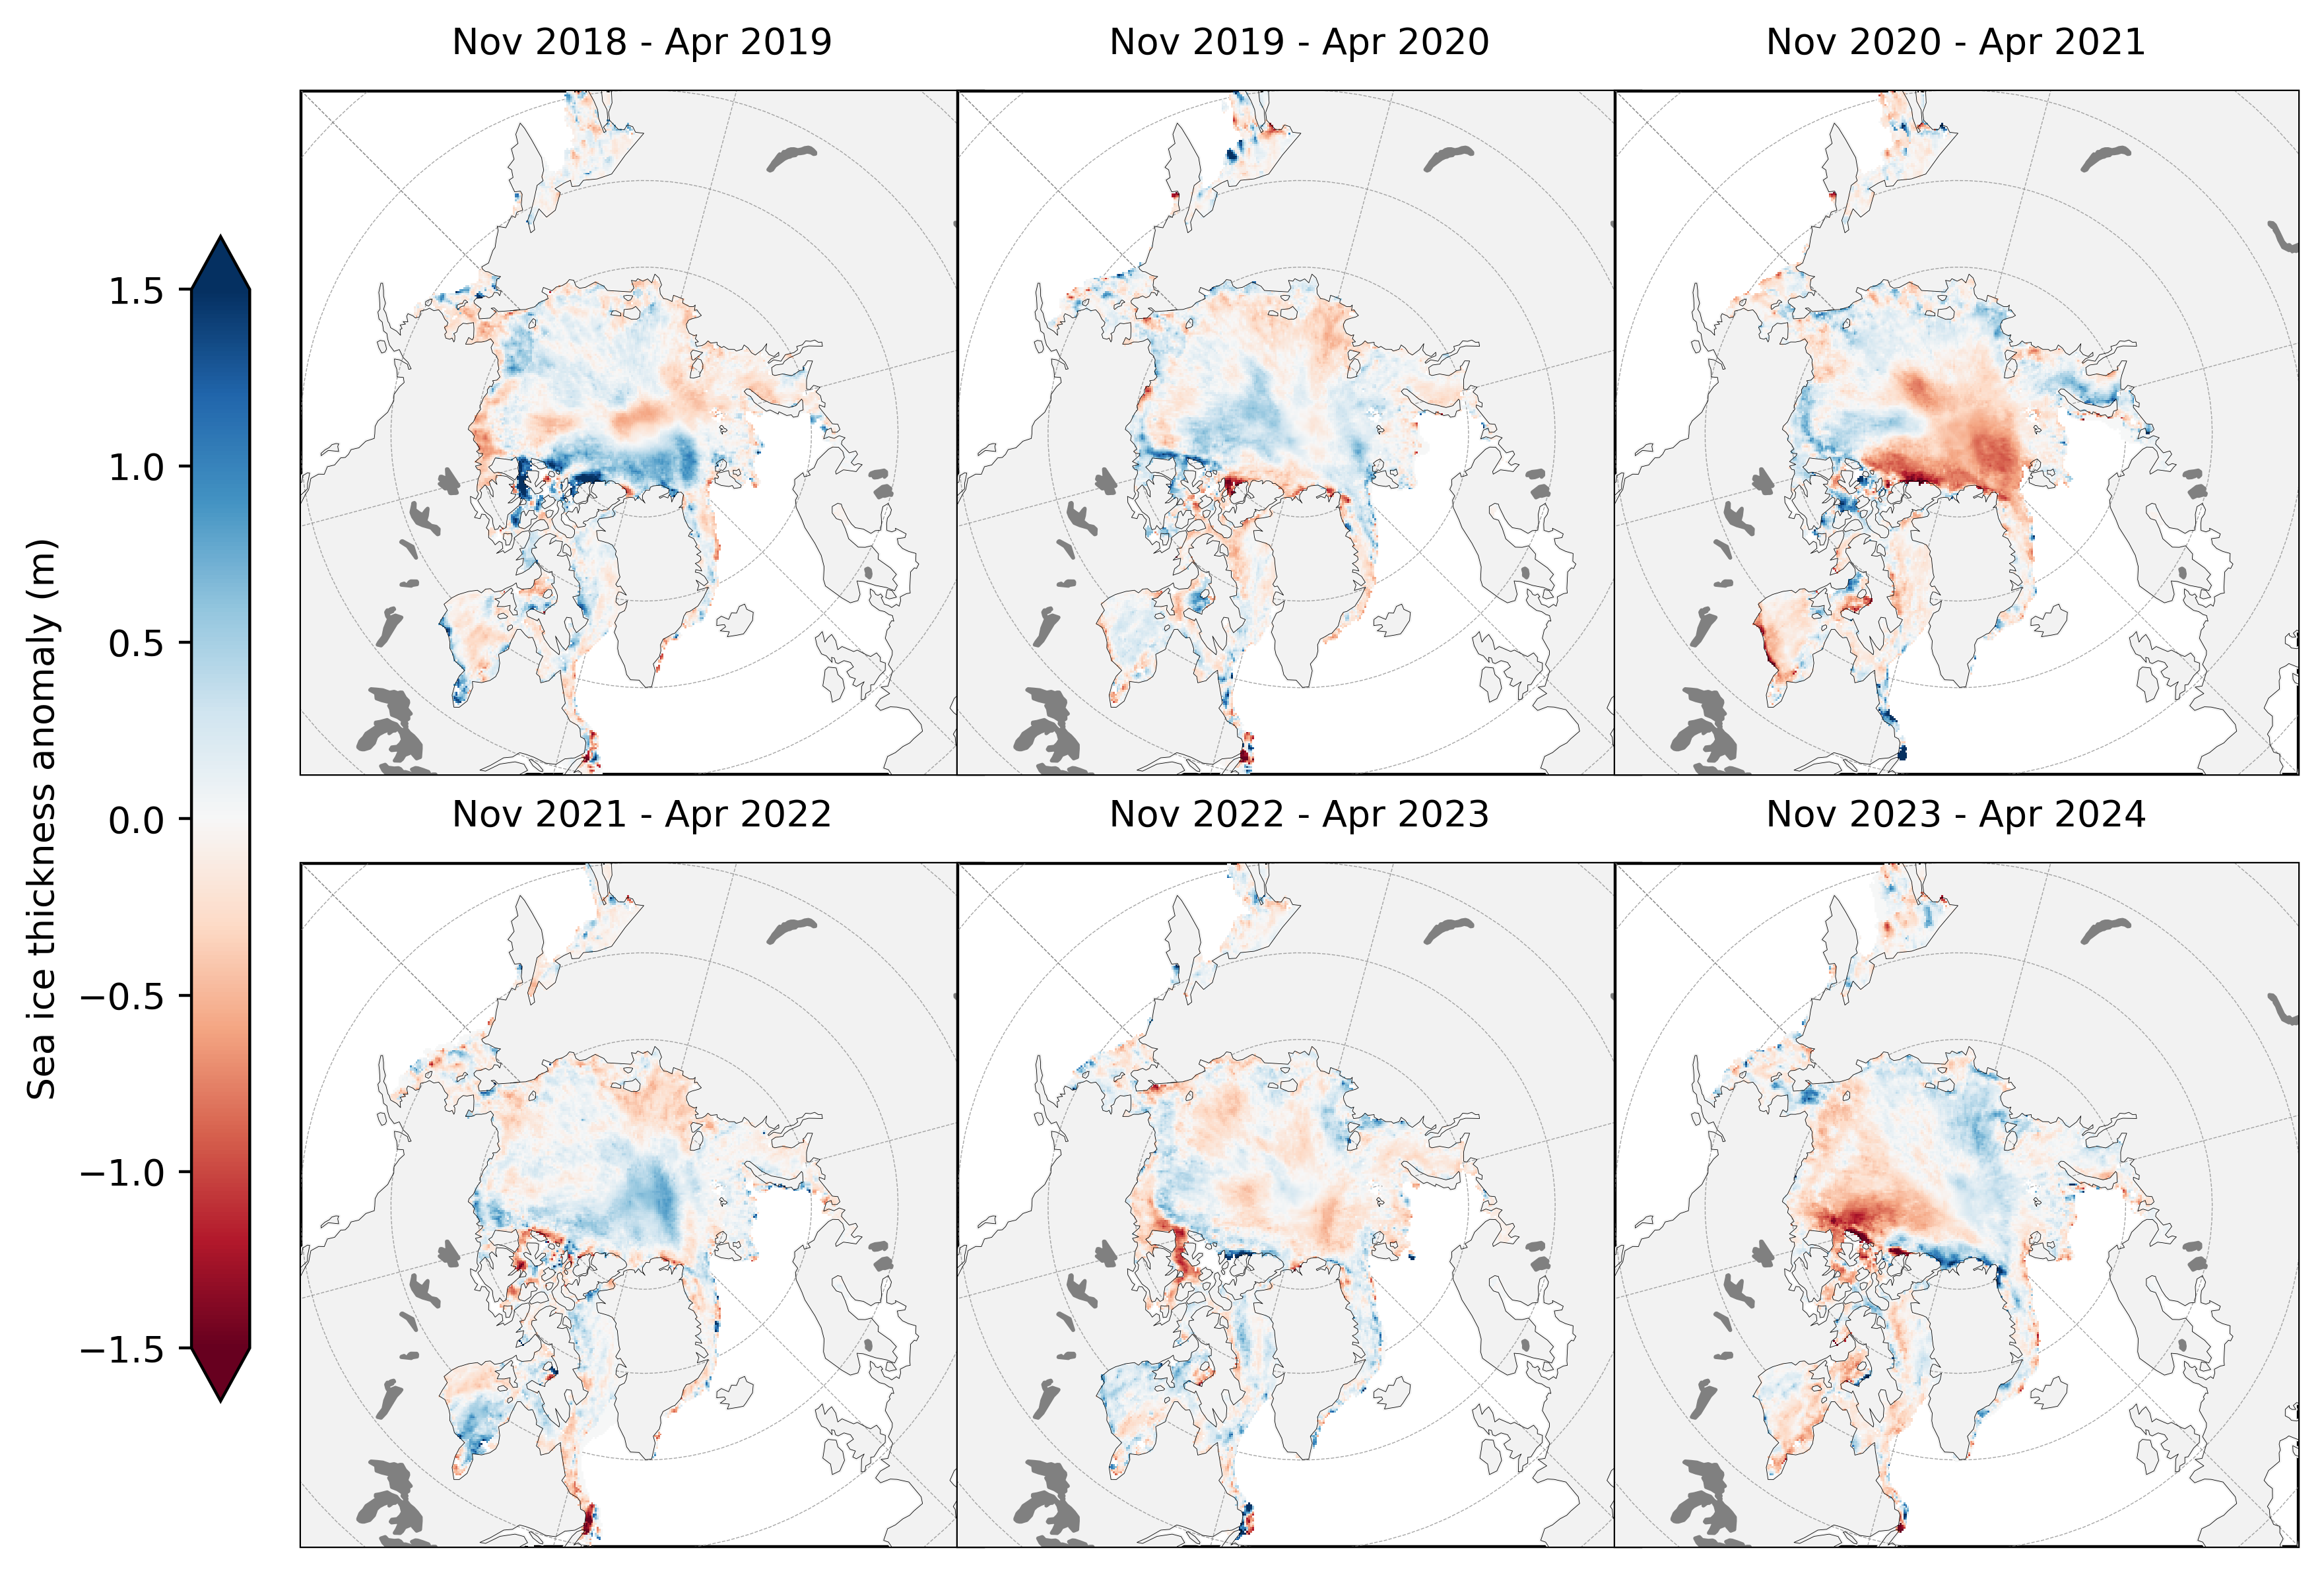 Nov 2018 - Apr 2019
Nov 2019 - Apr 2020
Nov 2020 - Apr 2021
Sea ice thickness anomaly (m)
1.5
1.0
0.5
0.0
−0.5
−1.0
−1.5
Nov 2021 - Apr 2022
Nov 2022 - Apr 2023
Nov 2023 - Apr 2024